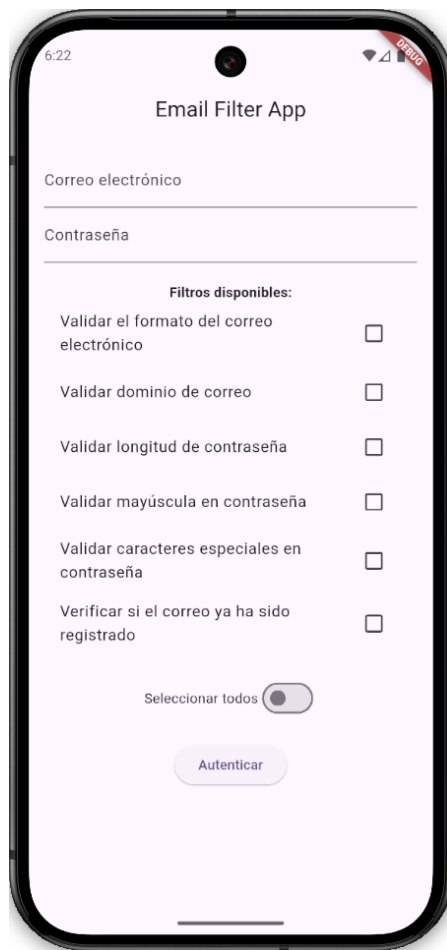 6:22
DEBUG
Email Filter App
Correo electrónico
Contraseña
Filtros disponibles:
Validar el formato del correo
electrónico
Validar dominio de correo
Validar longitud de contraseña
Validar mayúscula en contraseña
Validar caracteres especiales en
contraseña
Verificar si el correo ya ha sido
registrado
Seleccionar todos
Autenticar